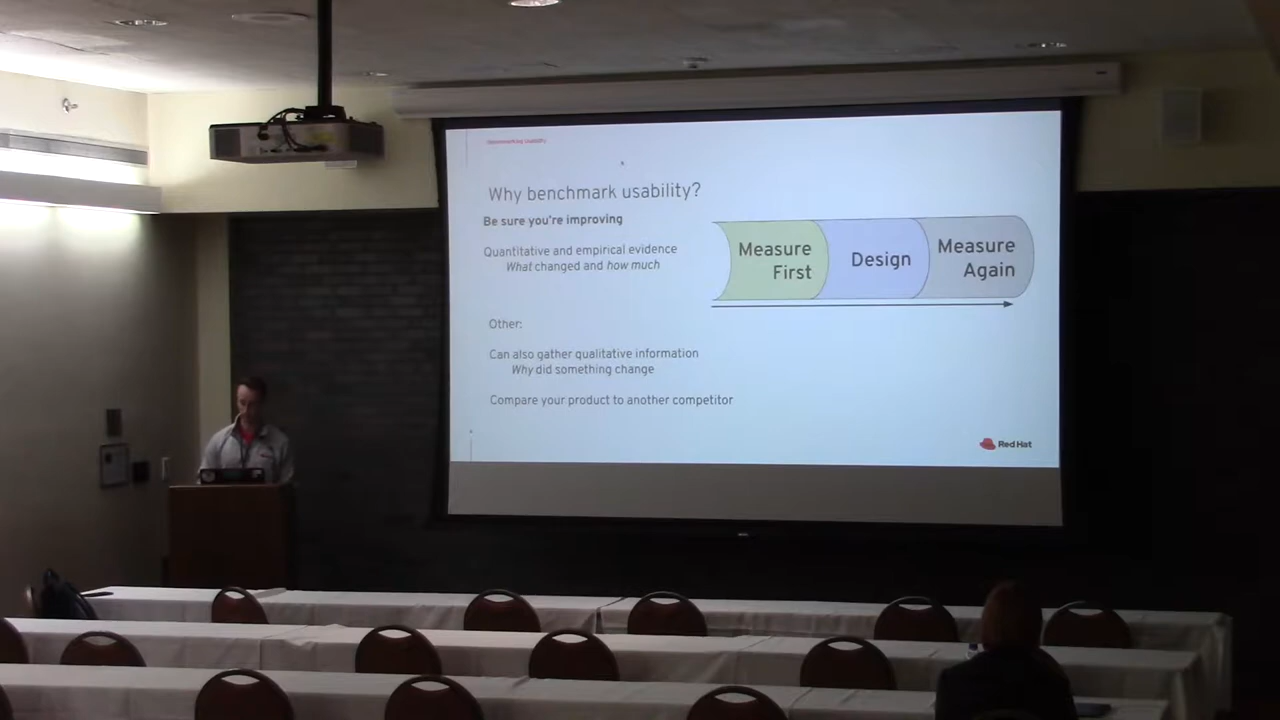 Benchmarking Usability
Why benchmark usability?
Be sure you're improving
Quantitative and empirical evidence
What changed and how much
Other:
Can also gather qualitative information
Why did something change
Compare your product to another competitor
Measure
First
Design
Measure
Again
Red Hat